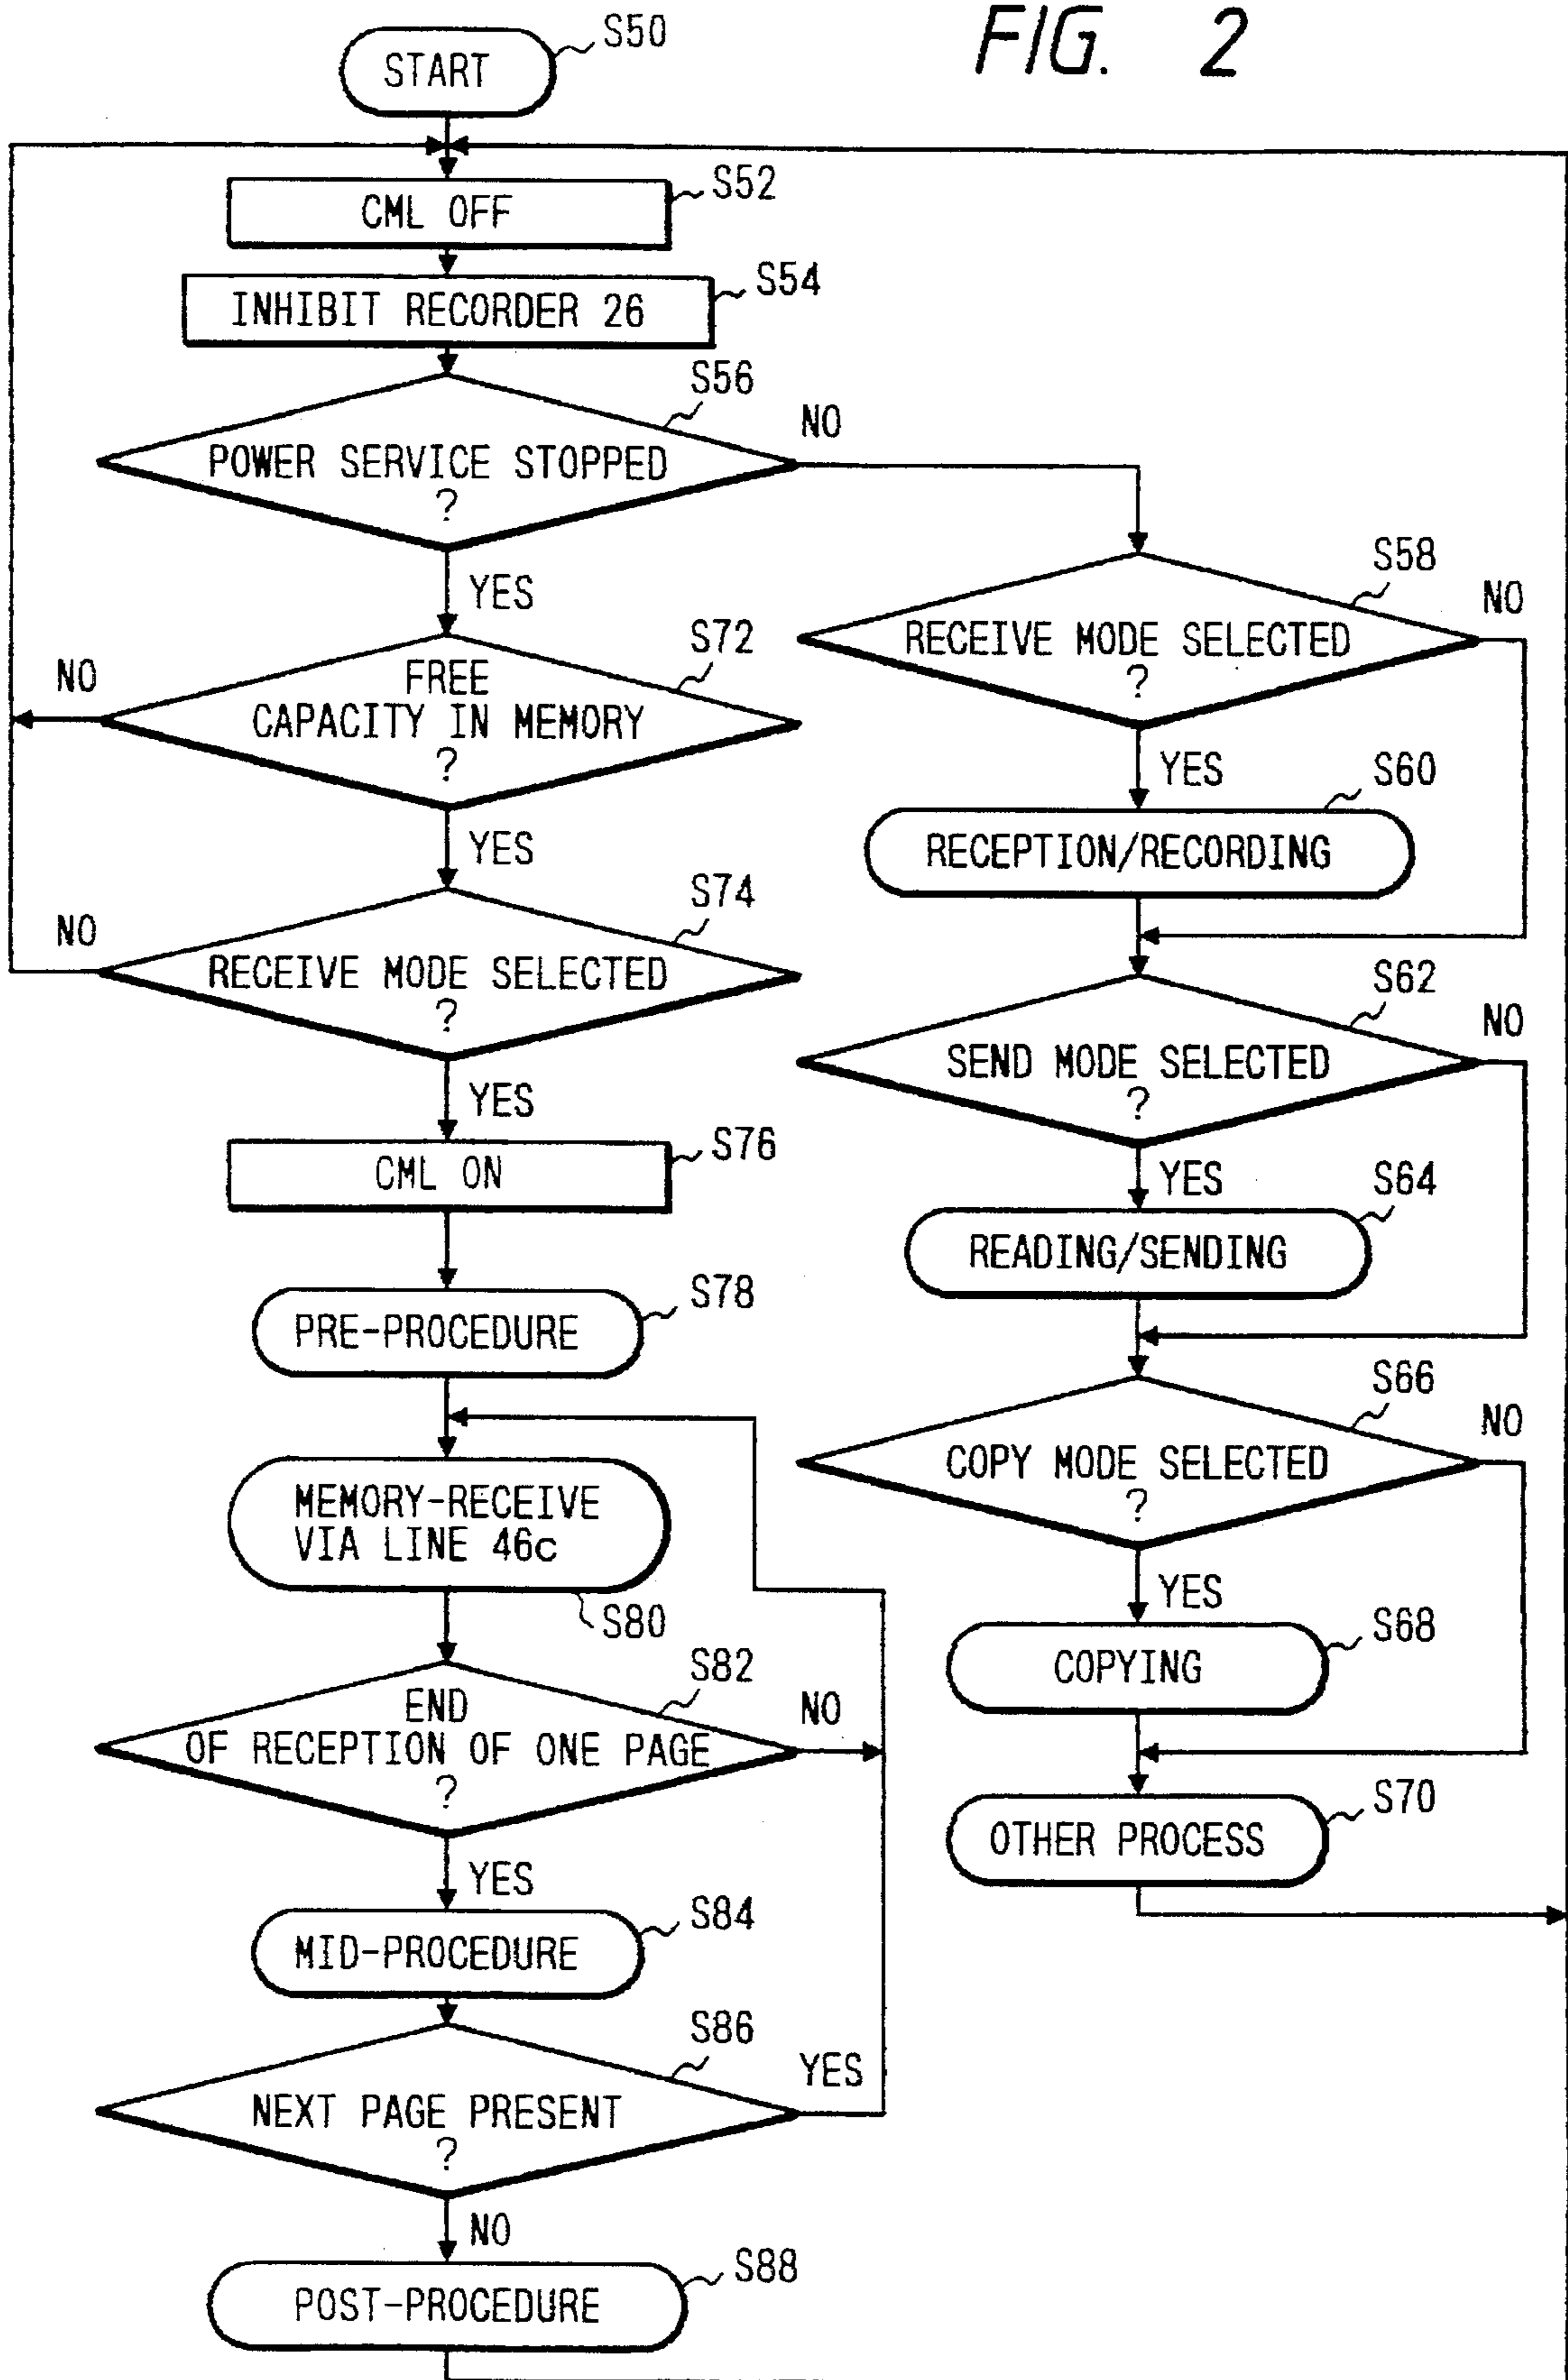 FIG. 2
START
S50
CML OFF
S52
INHIBIT RECORDER 26
S54
POWER SERVICE STOPPED
?
S56
NO
YES
FREE
CAPACITY IN MEMORY
?
S72
NO
YES
RECEIVE MODE SELECTED
?
S74
NO
YES
CML ON
S76
PRE-PROCEDURE
S78
MEMORY-RECEIVE
VIA LINE 46c
S80
END
OF RECEPTION OF ONE PAGE
?
S82
NO
YES
MID-PROCEDURE
S84
NEXT PAGE PRESENT
?
S86
YES
NO
POST-PROCEDURE
S88
RECEIVE MODE SELECTED
?
S58
NO
YES
RECEPTION/RECORDING
S60
SEND MODE SELECTED
?
S62
NO
YES
READING/SENDING
S64
COPY MODE SELECTED
?
S66
NO
YES
COPYING
S68
OTHER PROCESS
S70